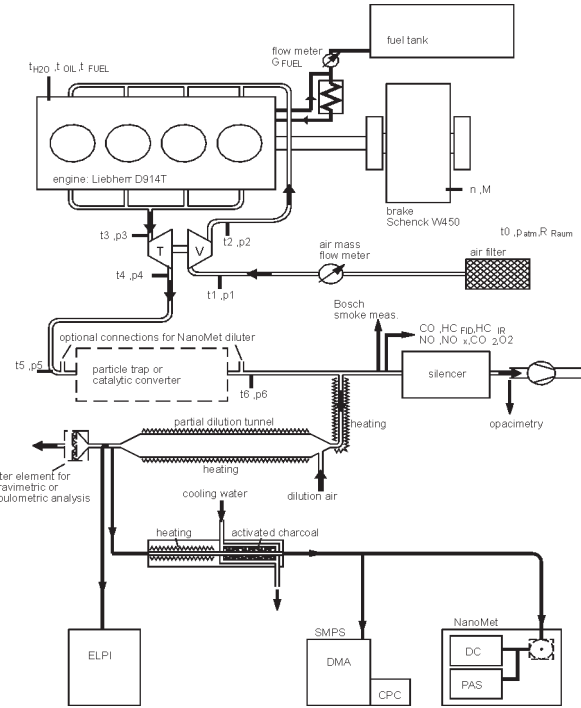 fuel tank
flow meter
G FUEL
tH2O ,t OIL,t FUEL
engine: Liebherr D914T
n ,M
brake
Schenck W450
t3 ,p3
T
V
t2 ,p2
t4 ,p4
t1 ,p1
air mass
flow meter
t0, patm,R Raum
air filter
Bosch
smoke meas.
CO ,HC FID,HC IR
NO ,NO x,CO 2,O2
optional connections for NanoMet diluter
t5 ,p5
particle trap or
catalytic converter
t6 ,p6
silencer
opacimetry
heating
partial dilution tunnel
heating
dilution air
ter element for
ravimetric or
oulometric analysis
cooling water
heating
activated charcoal
ELPI
SMPS
DMA
CPC
NanoMet
DC
PAS